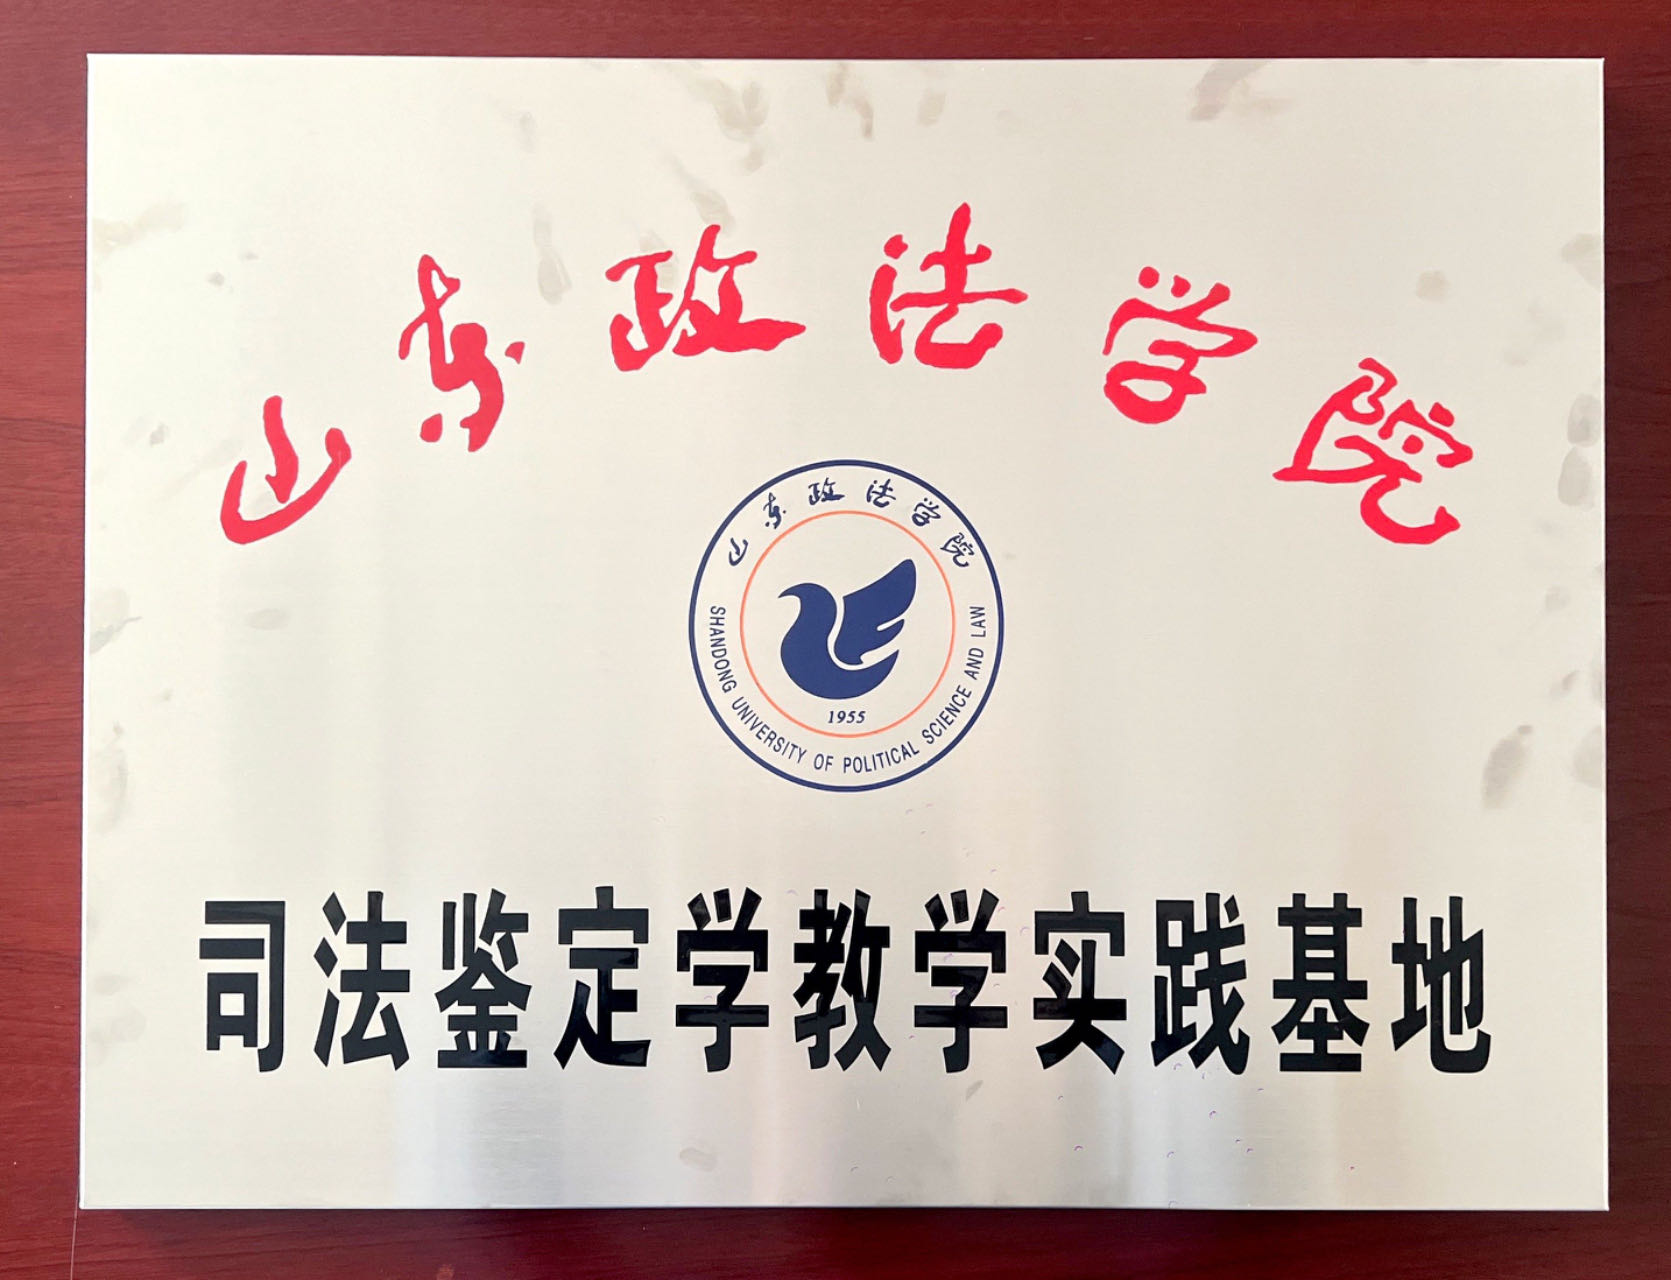 山东政法学院
山东政法学院
1955
SHANDONG UNIVERSITY OF POLITICAL SCIENCE AND LAW
司法鉴定学教学实践基地